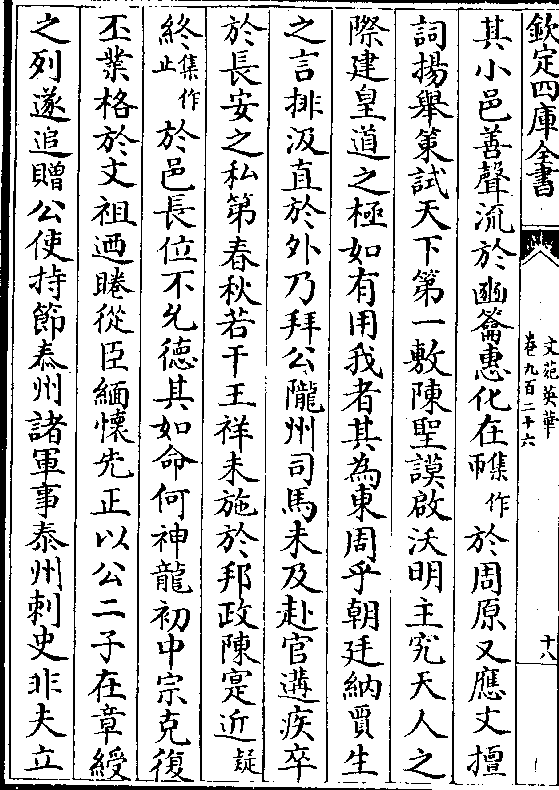 欽定四庫全書
文苑英華
卷九百二十六
十八
其小邑善聲流於豳籥惠化在集作布於周原又應文擅
詞揚舉策試天下第一敷陳聖謨啟沃明主究天人之
際建皇道之極如有用我者其為東周乎朝廷納賈生
之言排汲直於外乃拜公隴州司馬未及赴官遘疾卒
於長安之私第春秋若干王祥未施於邦政陳寔近疑
終集作止於邑長位不允德其如命何神龍初中宗克復
丕業格於文祖迺睠從臣緬懷先正以公二子在章綬
之列遂追贈公使持節泰州諸軍事泰州刺史非夫立